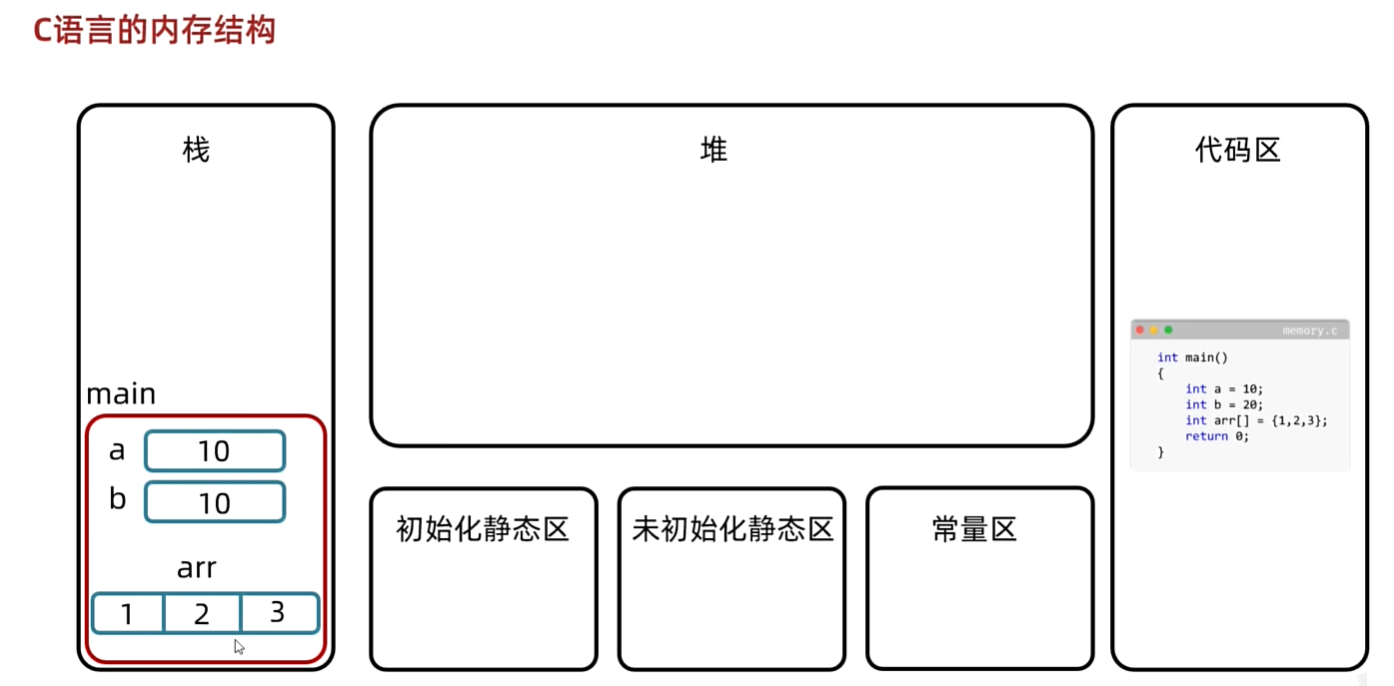 C语言的内存结构
栈
main
a 10
b 10
arr
1 2 3
堆
初始化静态区
未初始化静态区
常量区
代码区
memory.c
int main()
{
    int a = 10;
    int b = 20;
    int arr[] = {1,2,3};
    return 0;
}